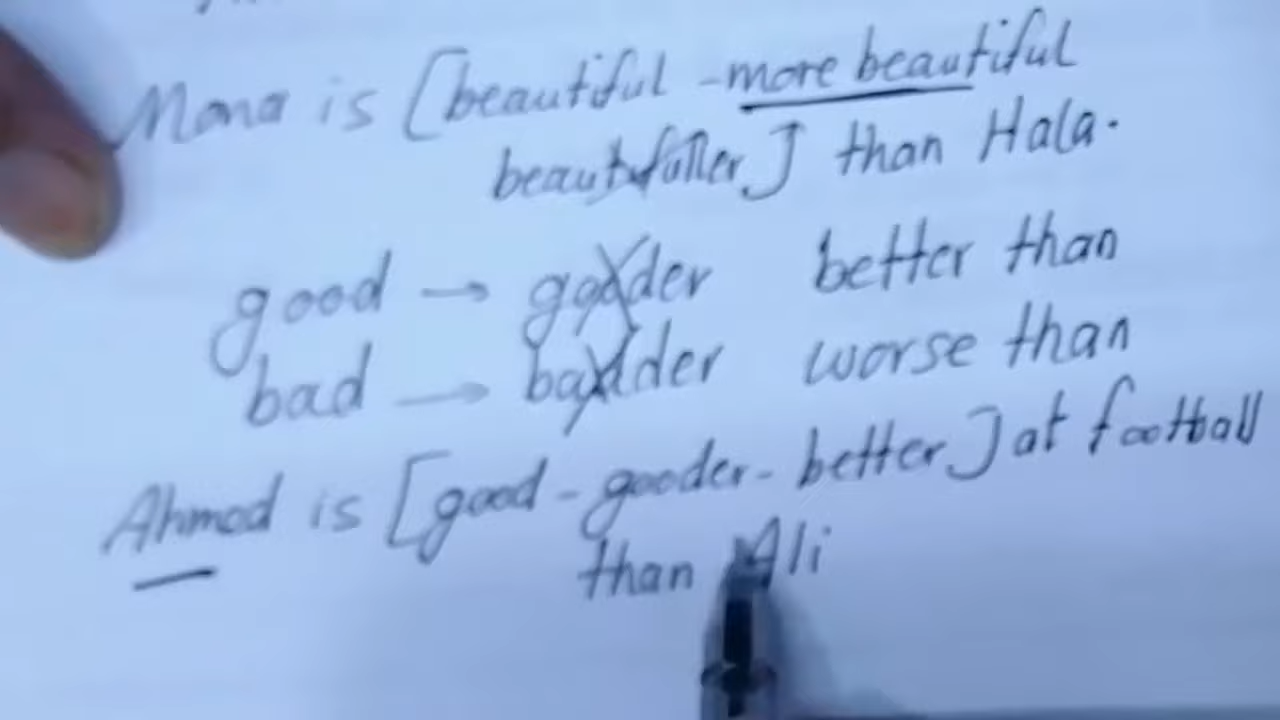 Mona is [beautiful - more beautiful
beautifuller] than Hala.
good → gooder better than
bad → badder worse than
Ahmed is [good - gooder - better] at football
than Ali